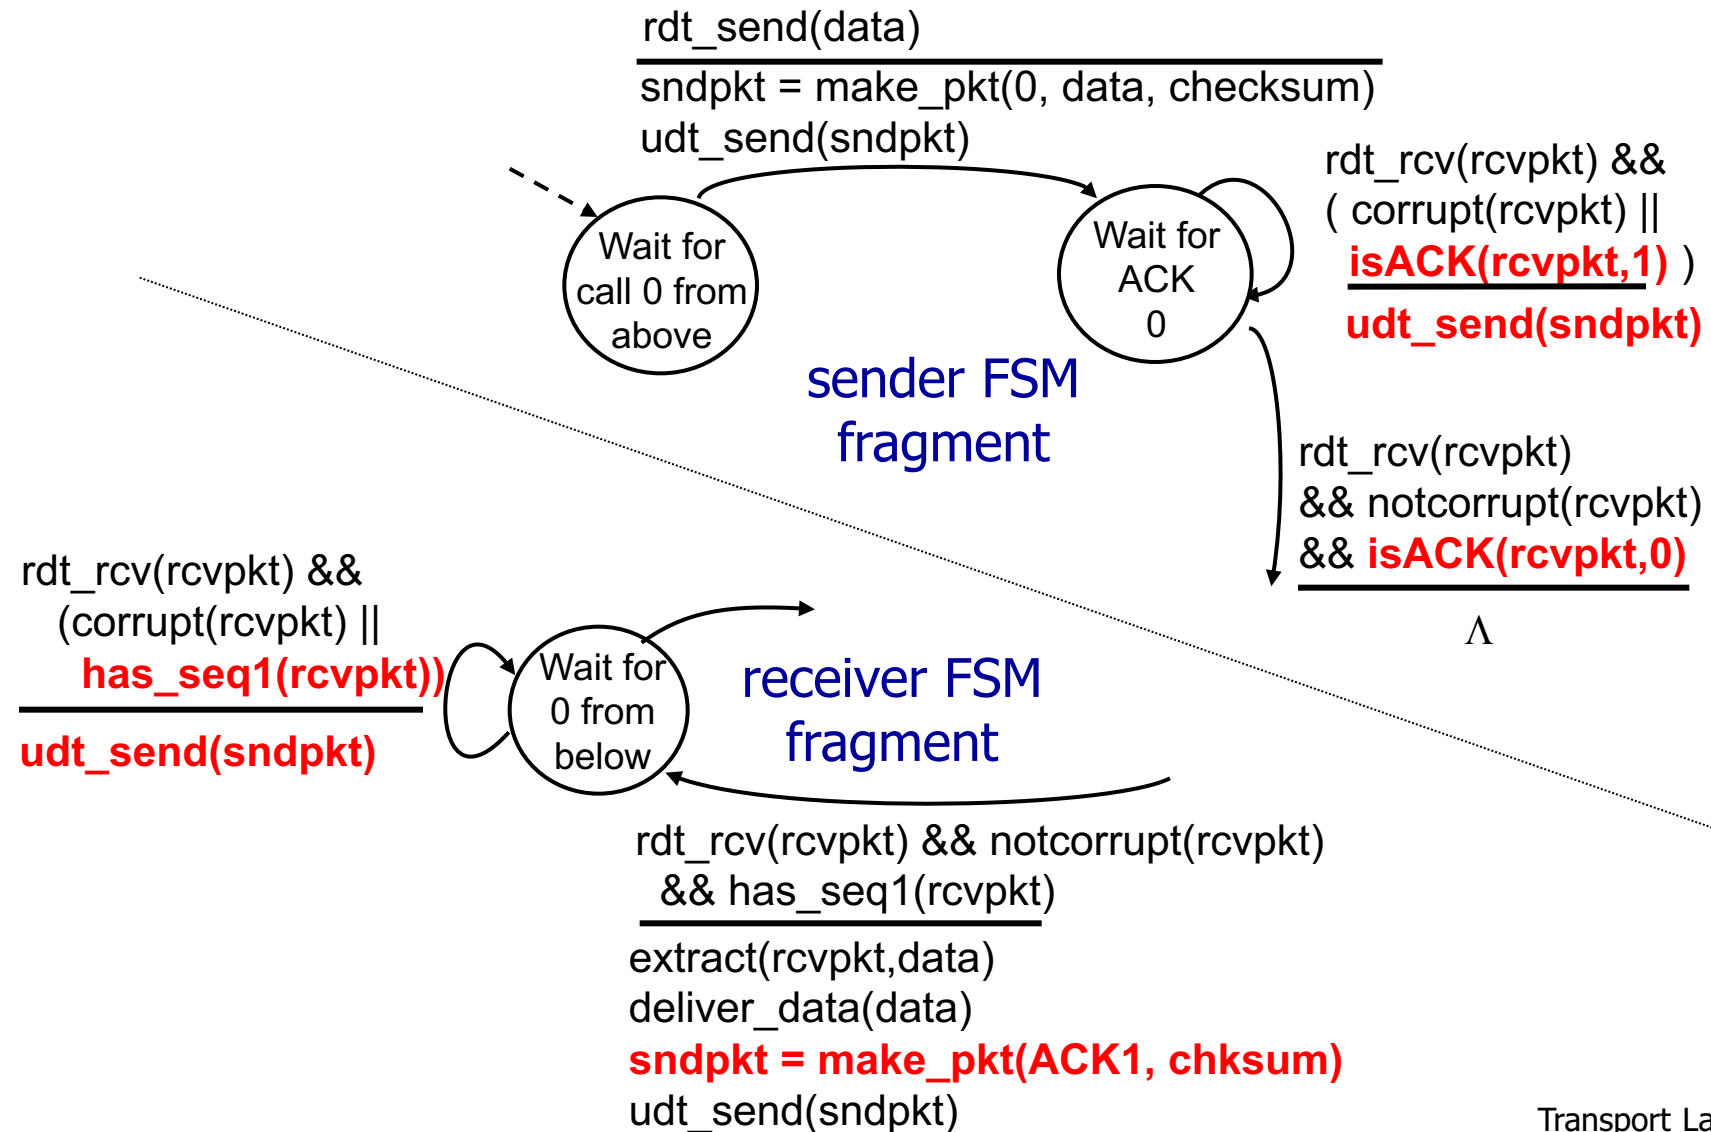 rdt_send(data)
sndpkt = make_pkt(0, data, checksum)
udt_send(sndpkt)
rdt_rcv(rcvpkt) &&
( corrupt(rcvpkt) ||
isACK(rcvpkt,1) )
udt_send(sndpkt)
Wait for
call 0 from
above
Wait for
ACK
0
sender FSM
fragment
rdt_rcv(rcvpkt)
&& notcorrupt(rcvpkt)
&& isACK(rcvpkt,0)
Λ
rdt_rcv(rcvpkt) &&
(corrupt(rcvpkt) ||
has_seq1(rcvpkt))
udt_send(sndpkt)
Wait for
0 from
below
receiver FSM
fragment
rdt_rcv(rcvpkt) && notcorrupt(rcvpkt)
&& has_seq1(rcvpkt)
extract(rcvpkt,data)
deliver_data(data)
sndpkt = make_pkt(ACK1, chksum)
udt_send(sndpkt)
Transport La